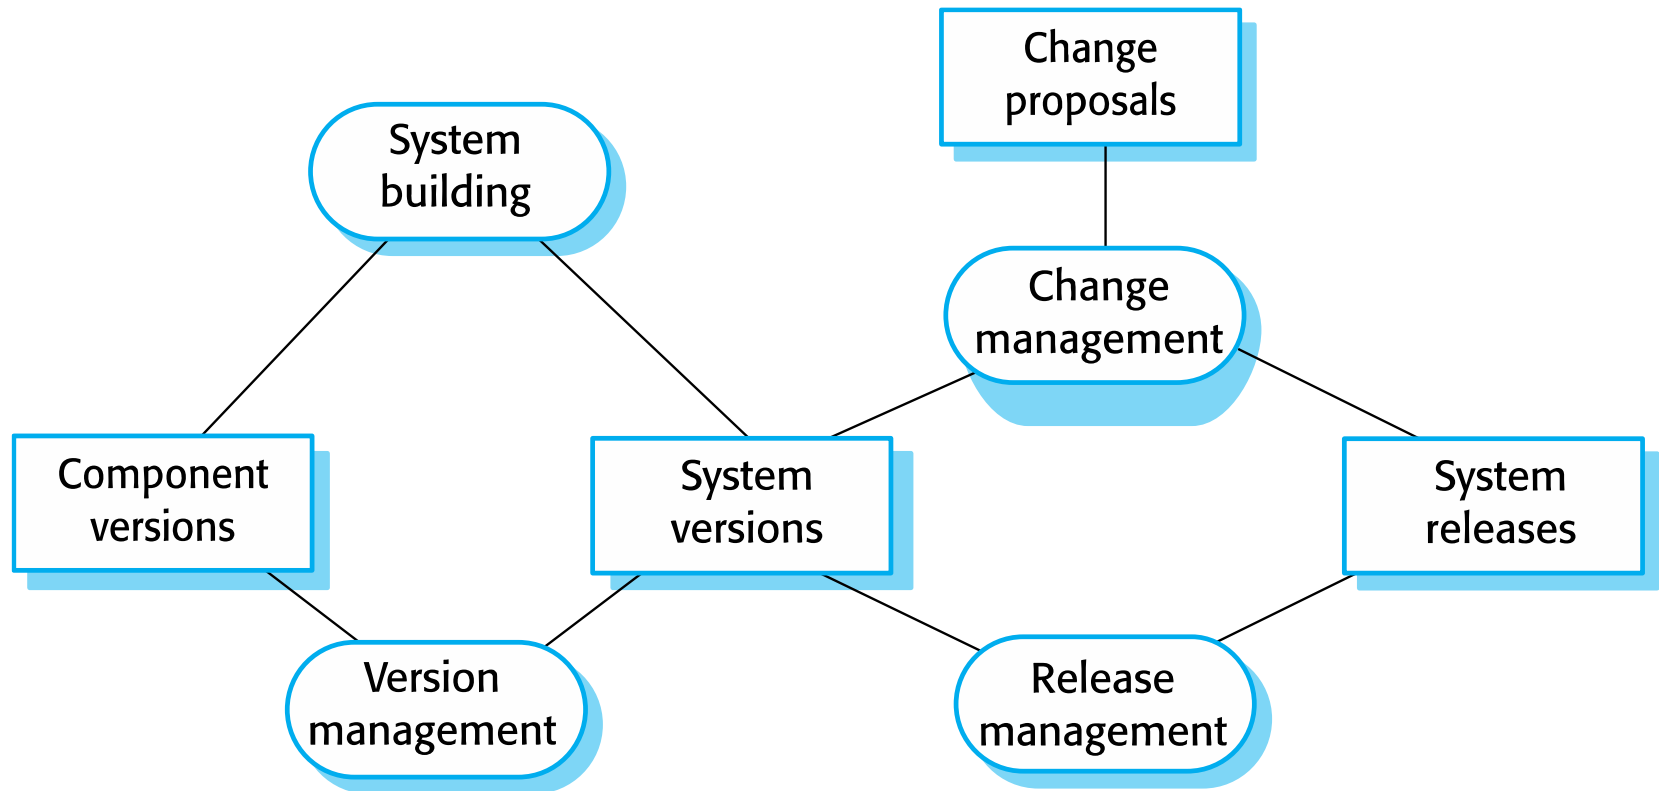 Change
proposals
System
building
Change
management
Component
versions
System
versions
System
releases
Version
management
Release
management